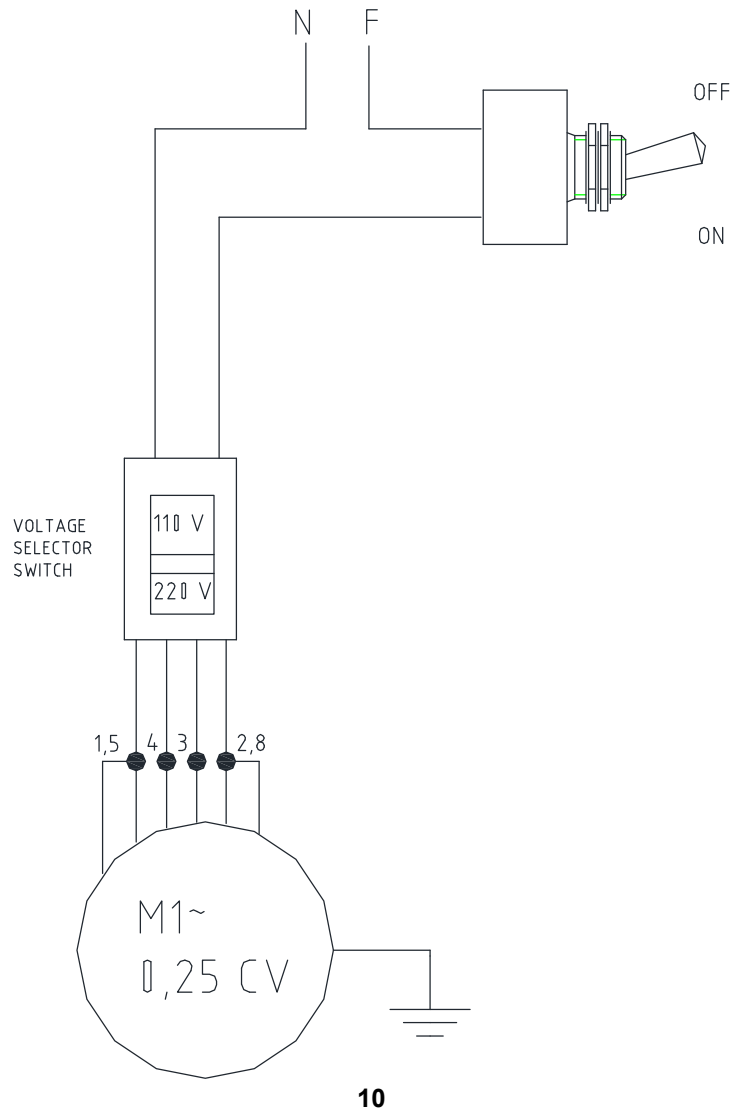 N F
OFF
ON
VOLTAGE
SELECTOR
SWITCH
110 V
220 V
1,5 4 3 2,8
M1~
0,25 CV
10